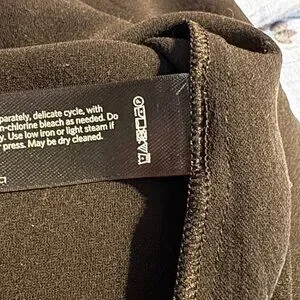 parately, delicate cycle, with
n-chlorine bleach as needed. Do
y. Use low iron or light steam if
r press. May be dry cleaned.